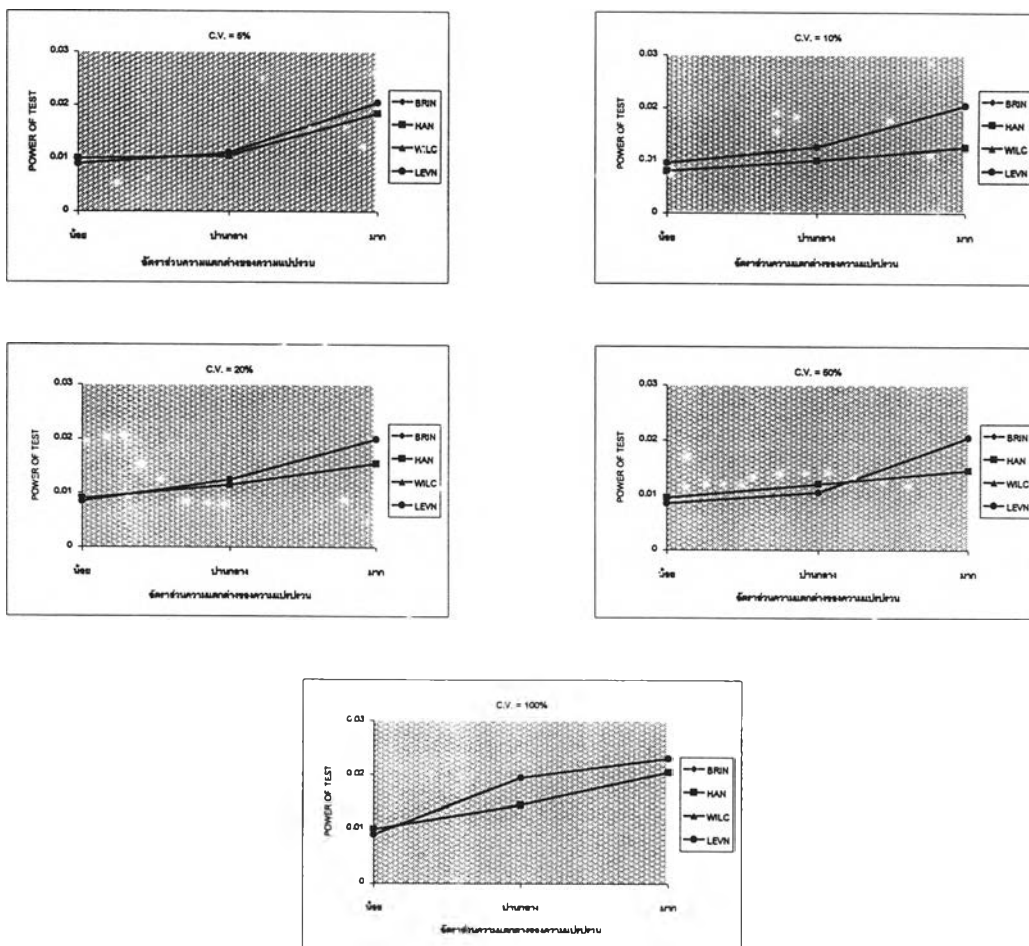 C.V. = 5%
POWER OF TEST
0.03
0.02
0.01
0
น้อย
ปานกลาง
มาก
อัตราส่วนความแตกต่างของความแปรปรวน
BRIN
HAN
WILC
LEVN
C.V. = 10%
POWER OF TEST
0.03
0.02
0.01
0
น้อย
ปานกลาง
มาก
อัตราส่วนความแตกต่างของความแปรปรวน
BRIN
HAN
WILC
LEVN
C.V. = 20%
POWER OF TEST
0.03
0.02
0.01
0
น้อย
ปานกลาง
มาก
อัตราส่วนความแตกต่างของความแปรปรวน
BRIN
HAN
WILC
LEVN
C.V. = 50%
POWER OF TEST
0.03
0.02
0.01
0
น้อย
ปานกลาง
มาก
อัตราส่วนความแตกต่างของความแปรปรวน
BRIN
HAN
WILC
LEVN
C.V. = 100%
POWER OF TEST
0.03
0.02
0.01
0
น้อย
ปานกลาง
มาก
อัตราส่วนความแตกต่างของความแปรปรวน
BRIN
HAN
WILC
LEVN